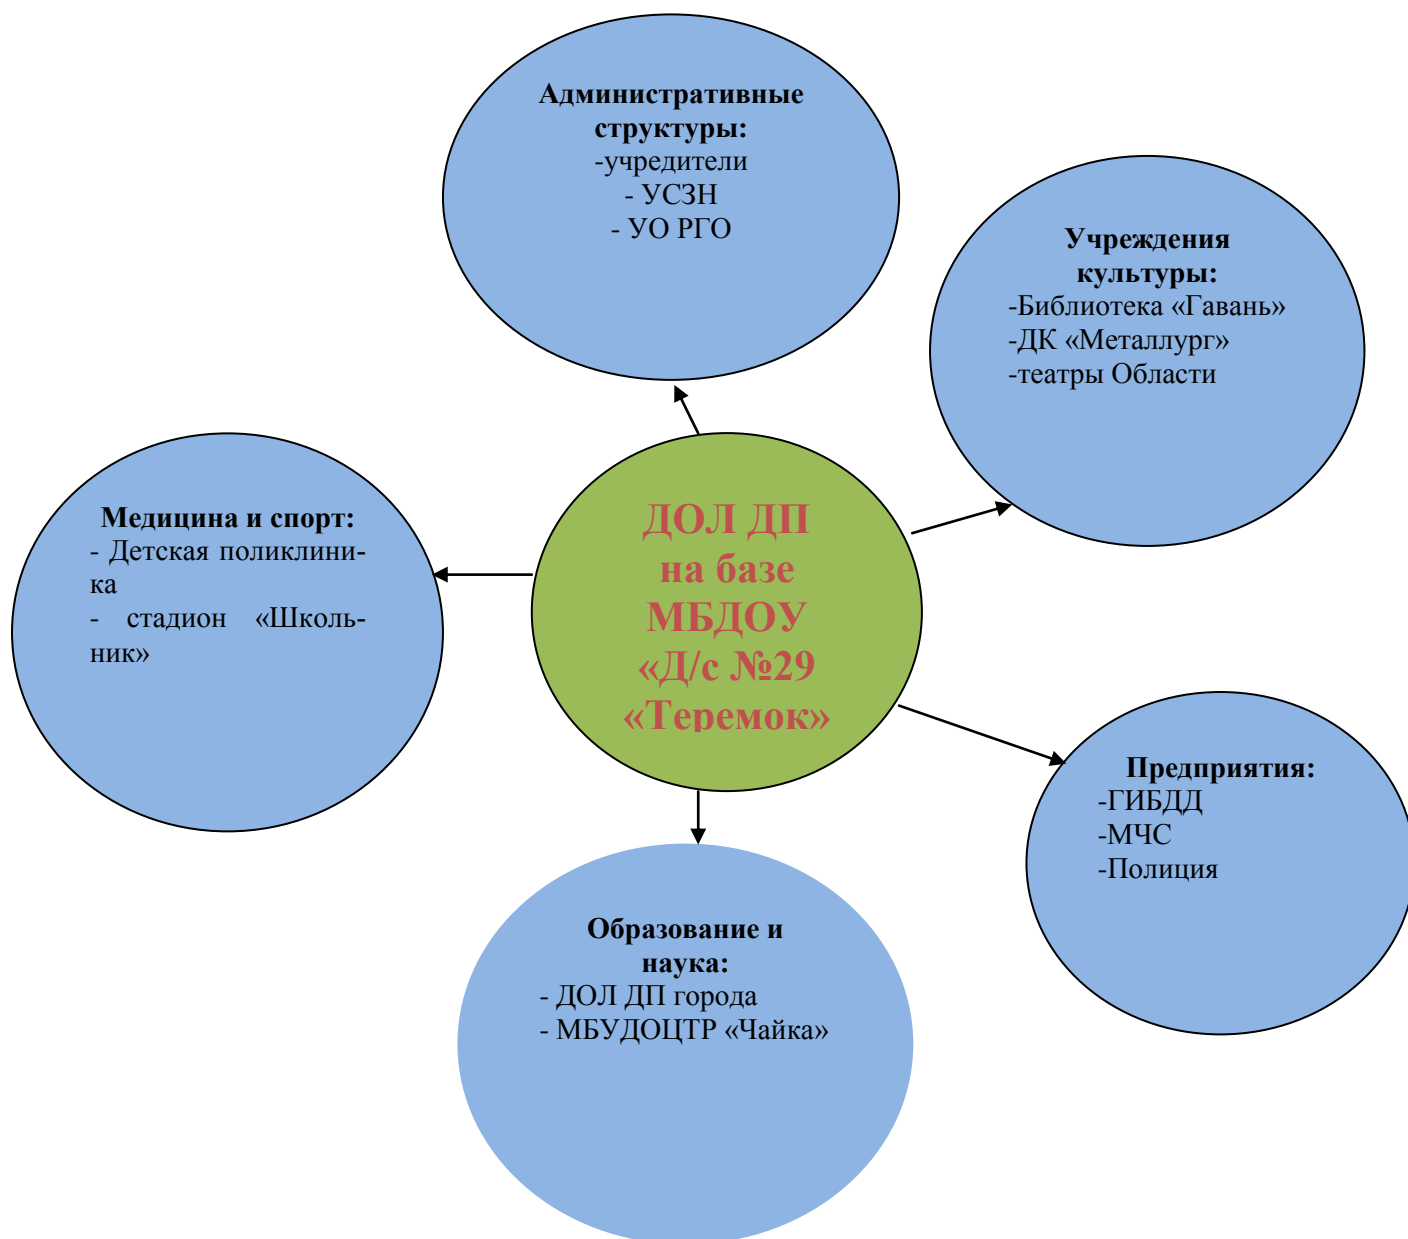 Административные
структуры:
-учредители
- УСЗН
- УО РГО
Учреждения
культуры:
-Библиотека «Гавань»
-ДК «Металлург»
-театры Области
Медицина и спорт:
- Детская поликлини-
ка
- стадион «Школь-
ник»
ДОЛ ДП
на базе
МБДОУ
«Д/с №29
«Теремок»
Предприятия:
-ГИБДД
-МЧС
-Полиция
Образование и
наука:
- ДОЛ ДП города
- МБУДОЦТР «Чайка»